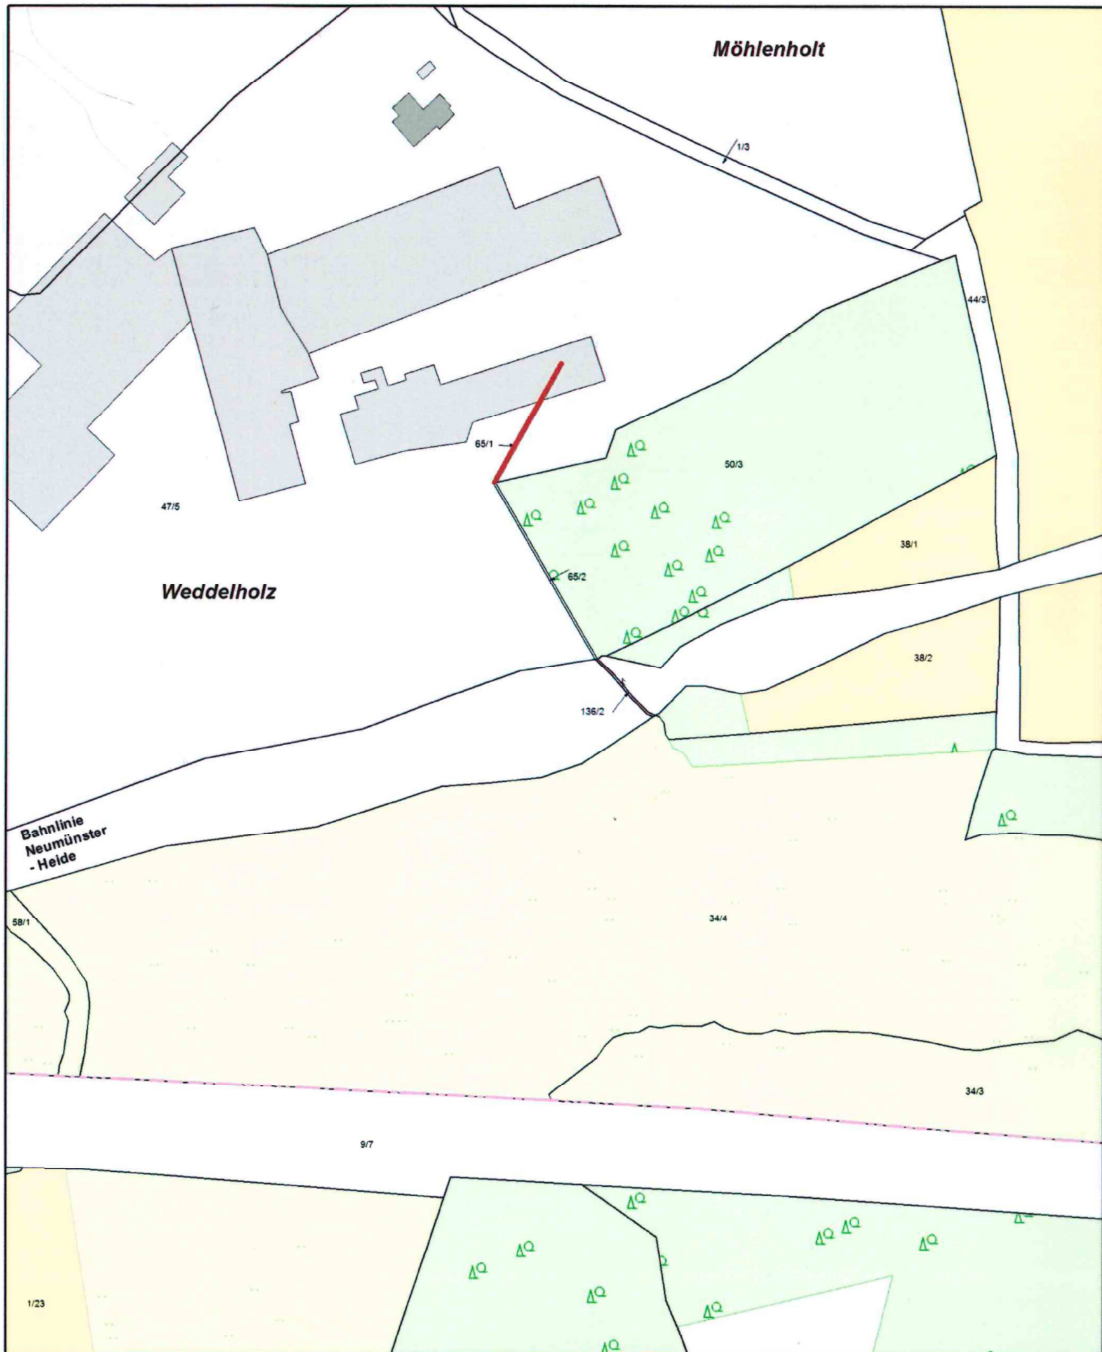 Möhlenholt
1/3
44/3
65/1
50/3
47/5
38/1
65/2
Weddelholz
38/2
136/2
Bahnlinie
Neumünster
- Heide
58/1
34/4
34/3
9/7
1/23